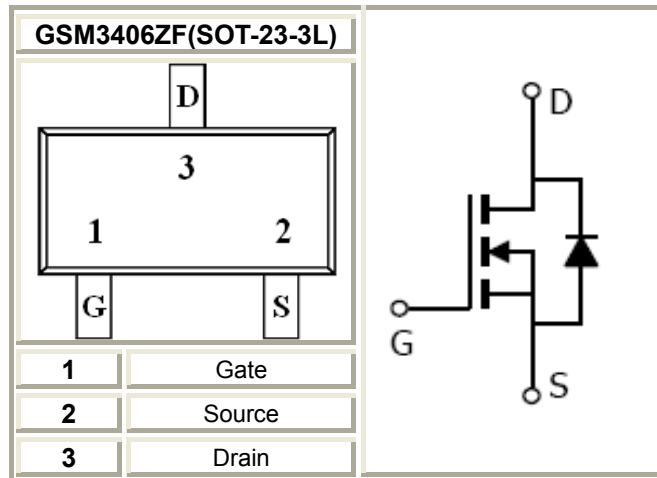 GSM3406ZF(SOT-23-3L)
D
3
1 2
G S
1 Gate
2 Source
3 Drain
D
G
S